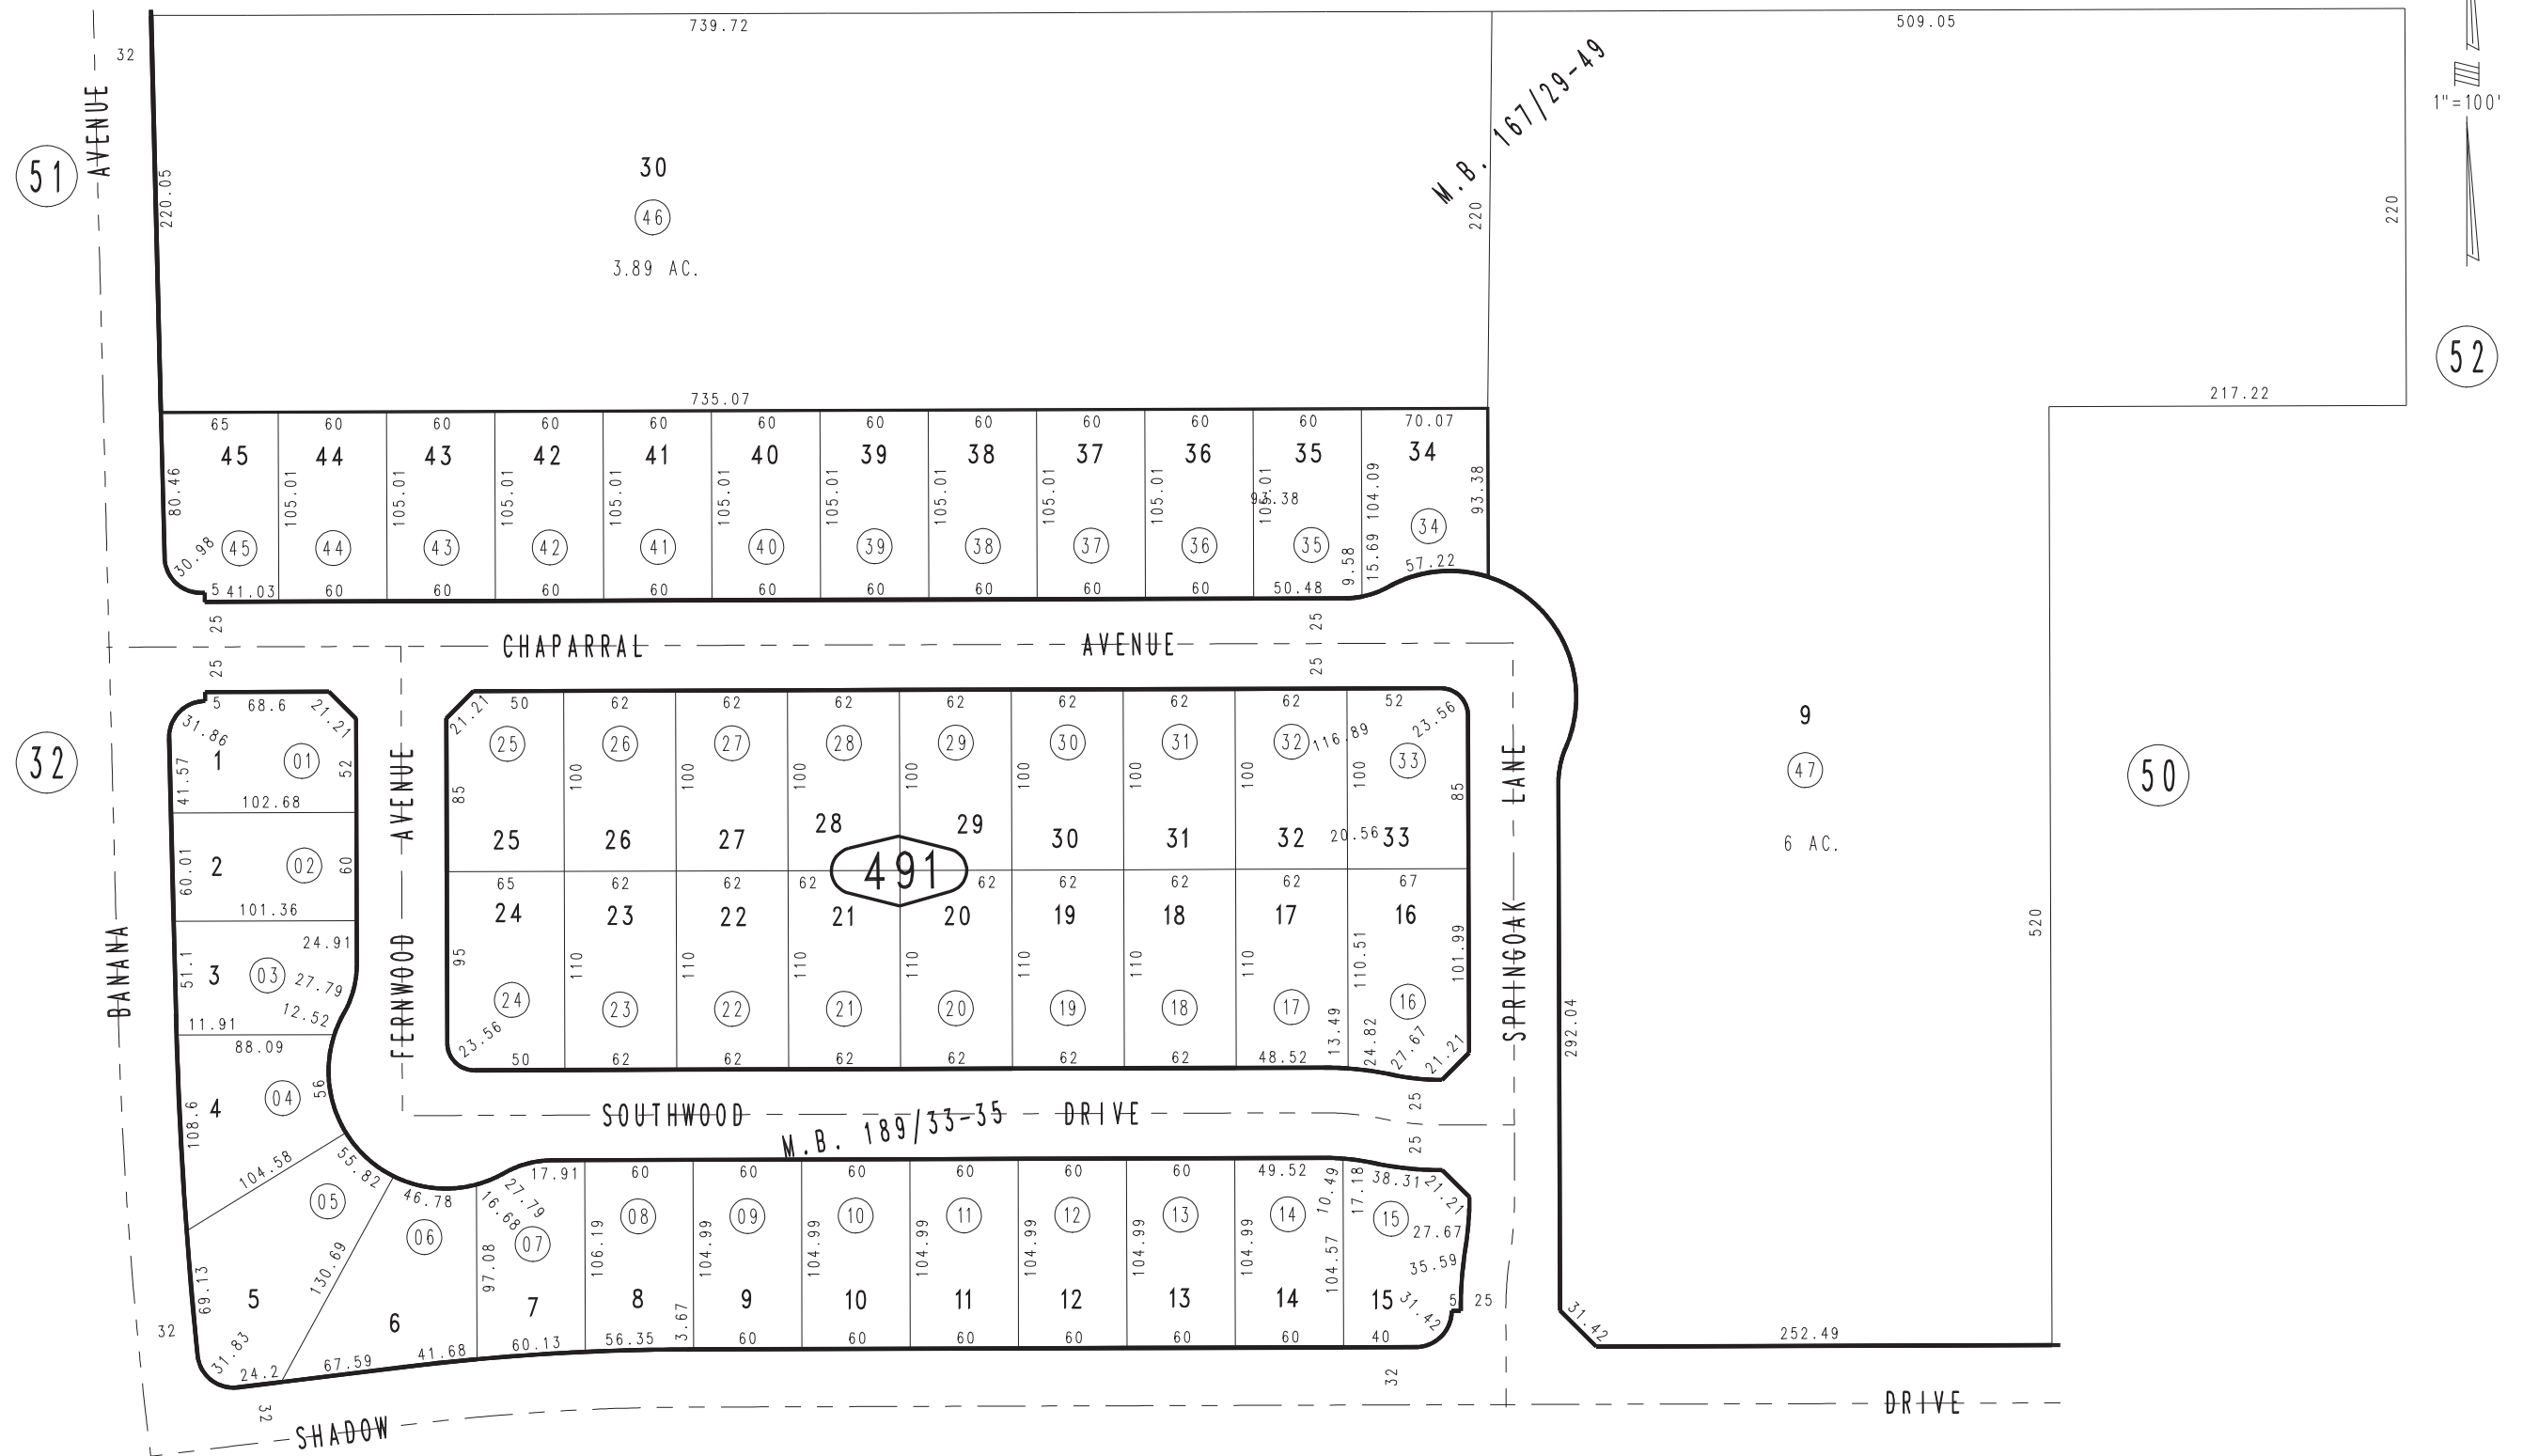 739.72
509.05
32
AVENUE
M.B. 167/29-49
1"=100'
51
220.05
30
46
3.89 AC.
220
220
52
735.07
217.22
65 60 60 60 60 60 60 60 60 60 60 70.07
45 44 43 42 41 40 39 38 37 36 35 34
80.46 105.01 105.01 105.01 105.01 105.01 105.01 105.01 105.01 105.01 105.01 104.09 93.38
93.38
30.98 45 44 43 42 41 40 39 38 37 36 35 34
9.58 15.69 57.22
5 41.03 60 60 60 60 60 60 60 60 60 50.48
25 25
CHAPARRAL AVENUE
25 25
5 68.6 21.21 21.21 50 62 62 62 62 62 62 62 52 23.56
31.86
1 01 25 26 27 28 29 30 31 32 116.89 33
41.57 52 85 100 100 100 100 100 100 100 100 85
102.68
BANANA
FERNWOOD AVENUE
SPRINGOAK LANE
32
9
47
6 AC.
50
25 26 27 28 29 30 31 32 20.56 33
491
60.01 2 02 60
65 62 62 62 62 62 62 62 67
24 23 22 21 20 19 18 17 16
101.36
24.91
51.1 3 03 27.79
95 110 110 110 110 110 110 110 110.51 101.99
520
12.52
24 23 22 21 20 19 18 17 16
11.91
88.09
23.56 13.49 24.82 27.67 21.21
292.04
50 62 62 62 62 62 62 48.52
108.6 4 04 56
SOUTHWOOD DRIVE
M.B. 189/33-35
25
25
104.58 55.82
05 46.78 16.68 27.79 17.91 60 60 60 60 60 60 49.52 10.49 17.18 38.31 21.21
06 07 08 09 10 11 12 13 14 15
27.67
130.69 97.08 106.19 104.99 104.99 104.99 104.99 104.99 104.99 104.57 35.59
69.13
5 6 7 8 9 10 11 12 13 14 15 31.42 5 25
32
31.83 24.2 67.59 41.68 60.13 56.35 3.67 60 60 60 60 60 60 40
31.42
252.49
32 32
SHADOW DRIVE